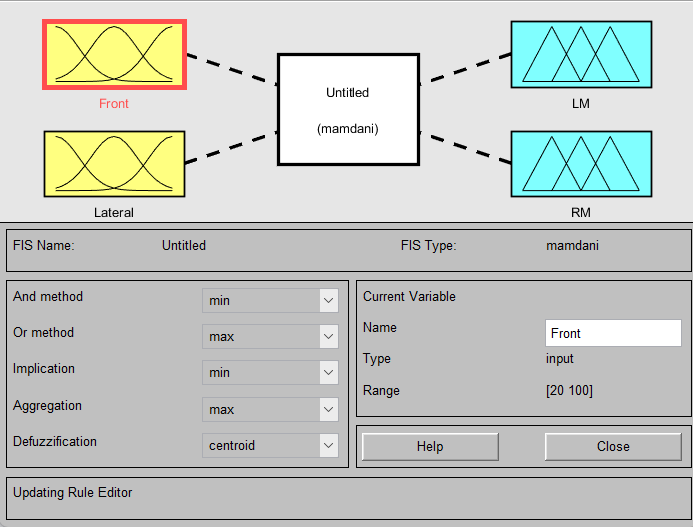 Untitled
(mamdani)
Front
LM
Lateral
RM
FIS Name: Untitled FIS Type: mamdani
And method min
Or method max
Implication min
Aggregation max
Defuzzification centroid
Current Variable
Name Front
Type input
Range [20 100]
Help Close
Updating Rule Editor